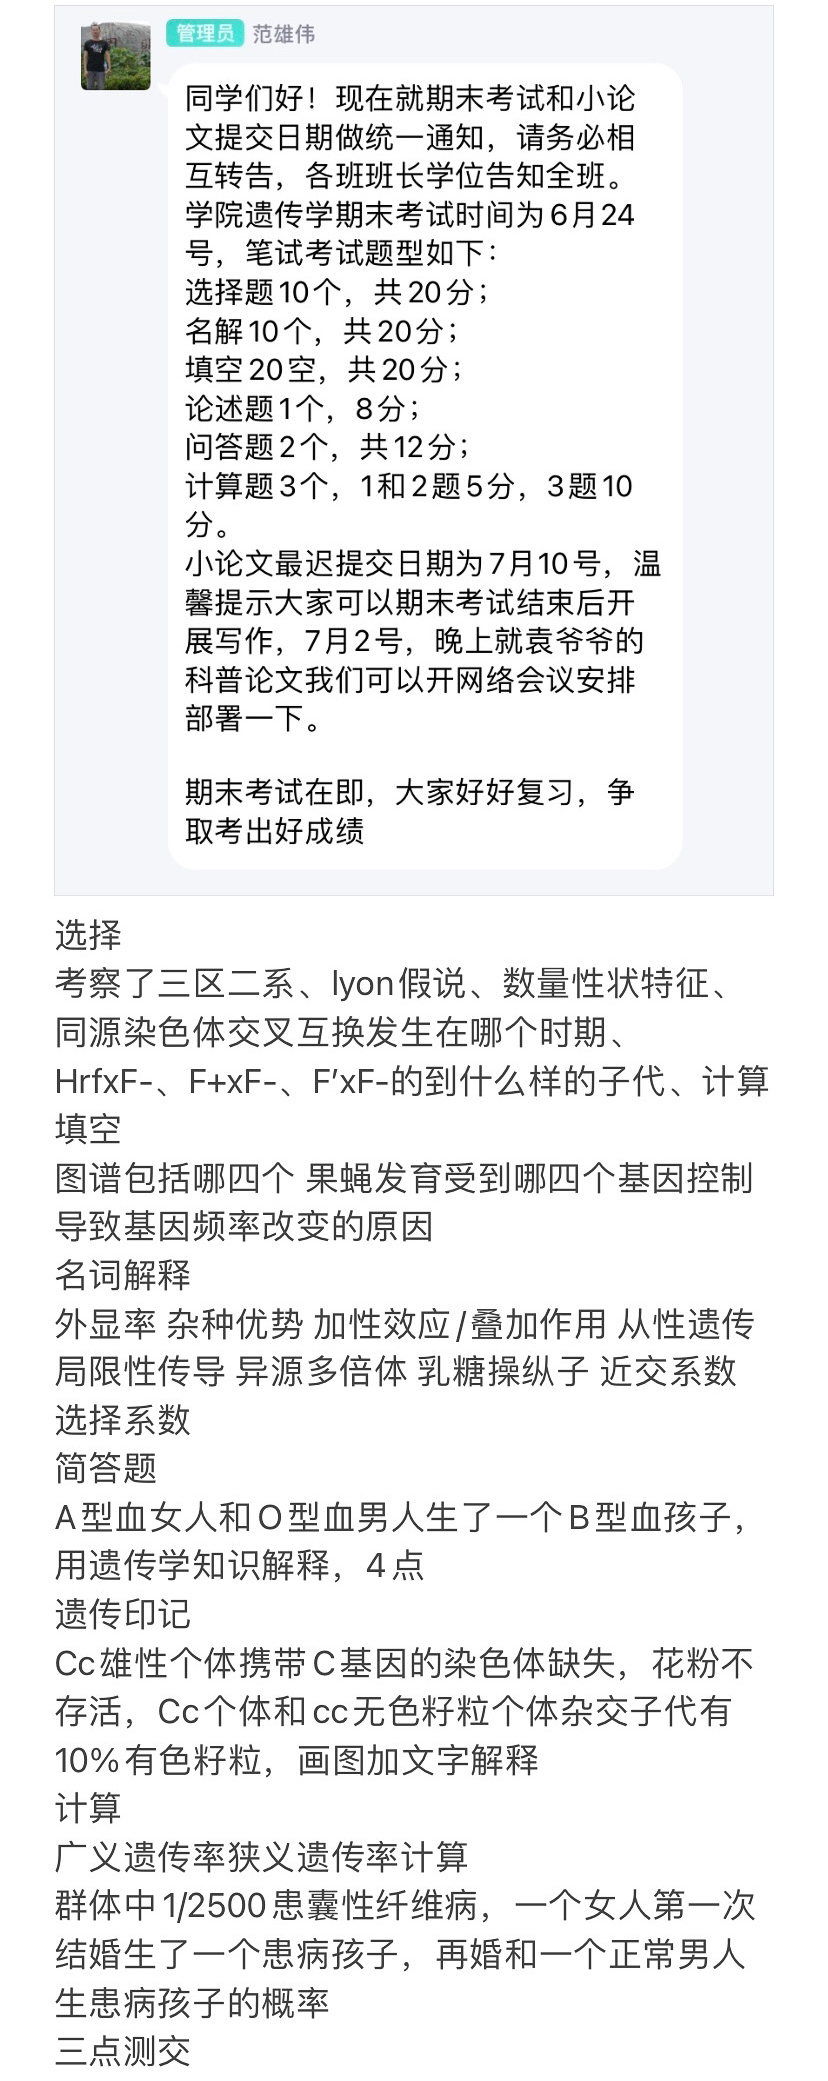 管理员 范雄伟
同学们好！现在就期末考试和小论
文提交日期做统一通知，请务必相
互转告，各班班长学位告知全班。
学院遗传学期末考试时间为6月24
号，笔试考试题型如下：
选择题10个，共20分；
名解10个，共20分；
填空20空，共20分；
论述题1个，8分；
问答题2个，共12分；
计算题3个，1和2题5分，3题10
分。
小论文最迟提交日期为7月10号，温
馨提示大家可以期末考试结束后开
展写作，7月2号，晚上就袁爷爷的
科普论文我们可以开网络会议安排
部署一下。
期末考试在即，大家好好复习，争
取考出好成绩
选择
考察了三区二系、lyon假说、数量性状特征、
同源染色体交叉互换发生在哪个时期、
HrfxF-、F+xF-、F′xF-的到什么样的子代、计算
填空
图谱包括哪四个 果蝇发育受到哪四个基因控制
导致基因频率改变的原因
名词解释
外显率 杂种优势 加性效应/叠加作用 从性遗传
局限性传导 异源多倍体 乳糖操纵子 近交系数
选择系数
简答题
A型血女人和O型血男人生了一个B型血孩子，
用遗传学知识解释，4点
遗传印记
Cc雄性个体携带C基因的染色体缺失，花粉不
存活，Cc个体和cc无色籽粒个体杂交子代有
10%有色籽粒，画图加文字解释
计算
广义遗传率狭义遗传率计算
群体中1/2500患囊性纤维病，一个女人第一次
结婚生了一个患病孩子，再婚和一个正常男人
生患病孩子的概率
三点测交